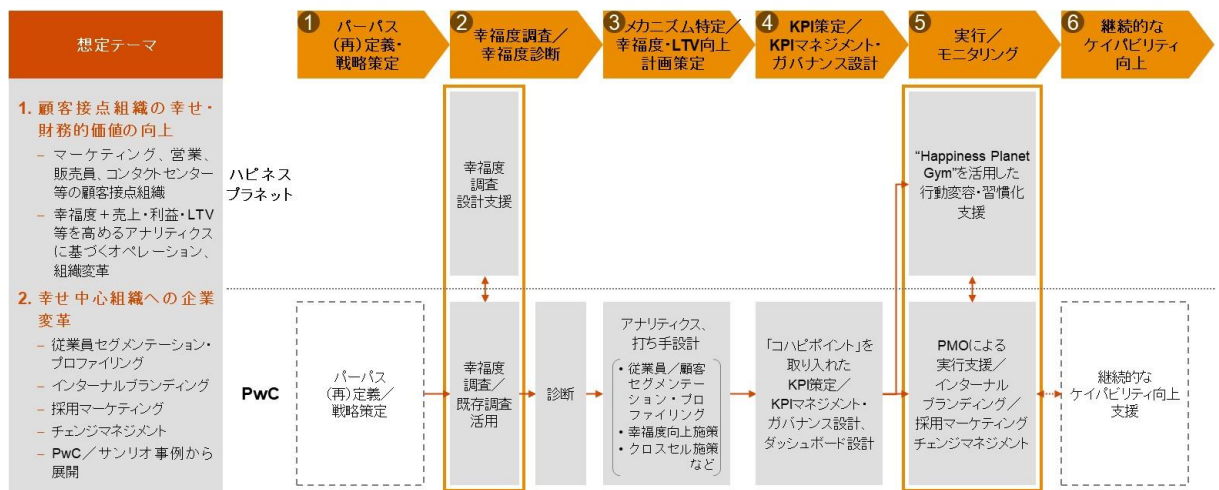 想定テーマ
1. 顧客接点組織の幸せ・
財務的価値の向上
– マーケティング、営業、
販売員、コンタクトセンター
等の顧客接点組織
– 幸福度＋売上・利益・LTV
等を高めるアナリティクス
に基づくオペレーション、
組織変革
2. 幸せ中心組織への企業
変革
– 従業員セグメンテーション・
プロファイリング
– インターナルブランディング
– 採用マーケティング
– チェンジマネジメント
– PwC／サンリオ事例から
展開
1
パーパス
（再）定義・
戦略策定
2
幸福度調査／
幸福度診断
3
メカニズム特定／
幸福度・LTV向上
計画策定
4
KPI策定／
KPIマネジメント・
ガバナンス設計
5
実行／
モニタリング
6
継続的な
ケイパビリティ
向上
ハピネス
プラネット
幸福度
調査
設計支援
“Happiness Planet
Gym”を活用した
行動変容・習慣化
支援
PwC
パーパス
（再）定義／
戦略策定
幸福度
調査／
既存調査
活用
診断
アナリティクス、
打ち手設計
• 従業員／顧客
セグメンテー
ション・プロ
ファイリング
• 幸福度向上施策
• クロスセル施策
など
「コハピポイント」を
取り入れた
KPI策定／
KPIマネジメント・
ガバナンス設計、
ダッシュボード設計
PMOによる
実行支援／
インターナル
ブランディング／
採用マーケティング
チェンジマネジメント
継続的な
ケイパビリティ向上
支援